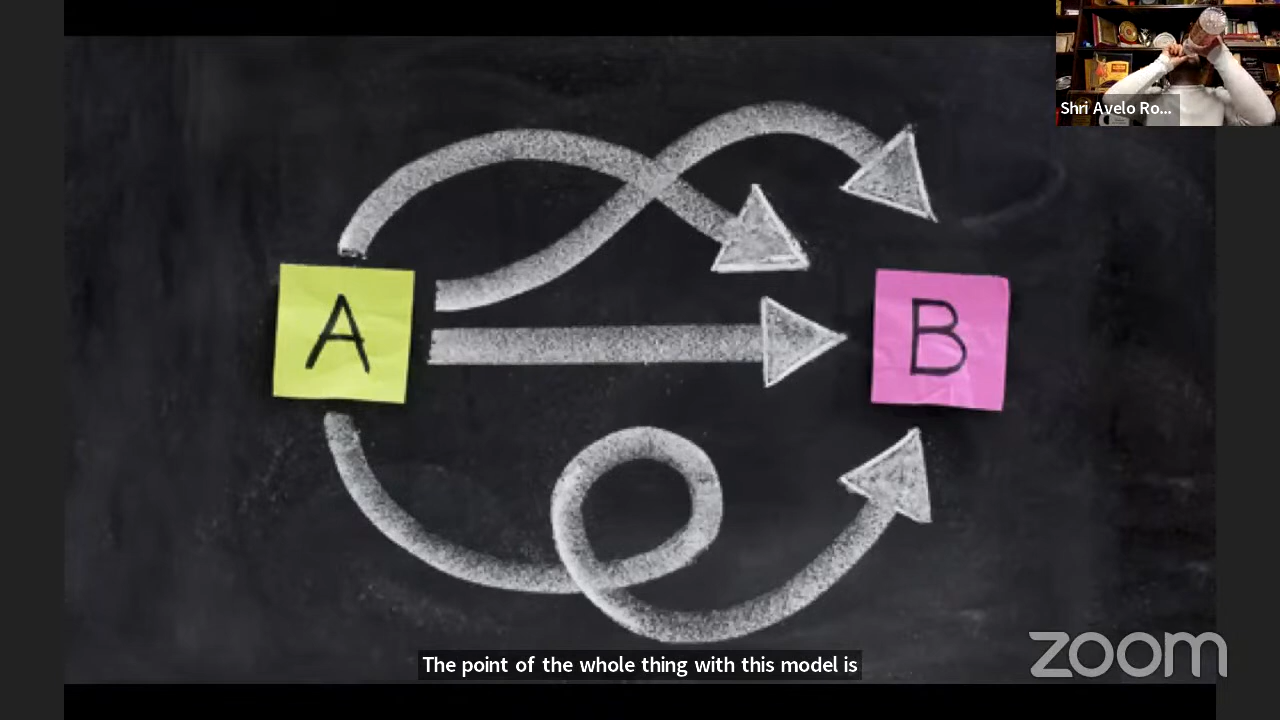 Shri Avelo Ro...
A
B
The point of the whole thing with this model is
zoom